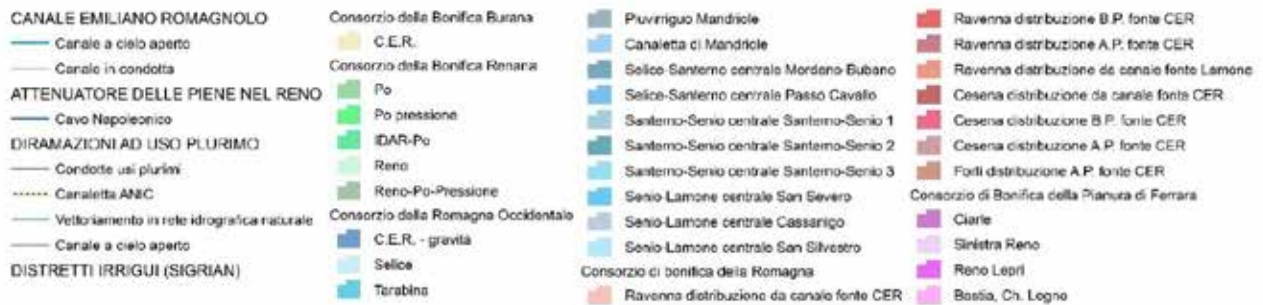 CANALE EMILIANO ROMAGNOLO
Canale a cielo aperto
Canale in condotta
ATTENUATORE DELLE PIENE NEL RENO
Cavo Napoleonico
DIRAMAZIONI AD USO PLURIMO
Condotte usi plurimi
Canaletta ANIC
Vettoriamento in rete idrografica naturale
Canale a cielo aperto
DISTRETTI IRRIGUI (SIGRIAN)
Consorzio della Bonifica Burana
C.E.R.
Consorzio della Bonifica Renana
Po
Po pressione
IDAR-Po
Reno
Reno-Po-Pressione
Consorzio della Romagna Occidentale
C.E.R. - gravità
Selice
Tarabina
Pluvirriguo Mandriole
Canaletta di Mandriole
Selice-Santerno centrale Mordano-Bubano
Selice-Santerno centrale Passo Cavallo
Santerno-Senio centrale Santerno-Senio 1
Santerno-Senio centrale Santerno-Senio 2
Santerno-Senio centrale Santerno-Senio 3
Senio-Lamone centrale San Severo
Senio-Lamone centrale Cassanigo
Senio-Lamone centrale San Silvestro
Consorzio di bonifica della Romagna
Ravenna distribuzione da canale fonte CER
Ravenna distribuzione B.P. fonte CER
Ravenna distribuzione A.P. fonte CER
Ravenna distribuzione da canale fonte Lamone
Cesena distribuzione da canale fonte CER
Cesena distribuzione B.P. fonte CER
Cesena distribuzione A.P. fonte CER
Forlì distribuzione A.P. fonte CER
Consorzio di Bonifica della Pianura di Ferrara
Ciarle
Sinistra Reno
Reno Lepri
Bastia, Ch. Legno